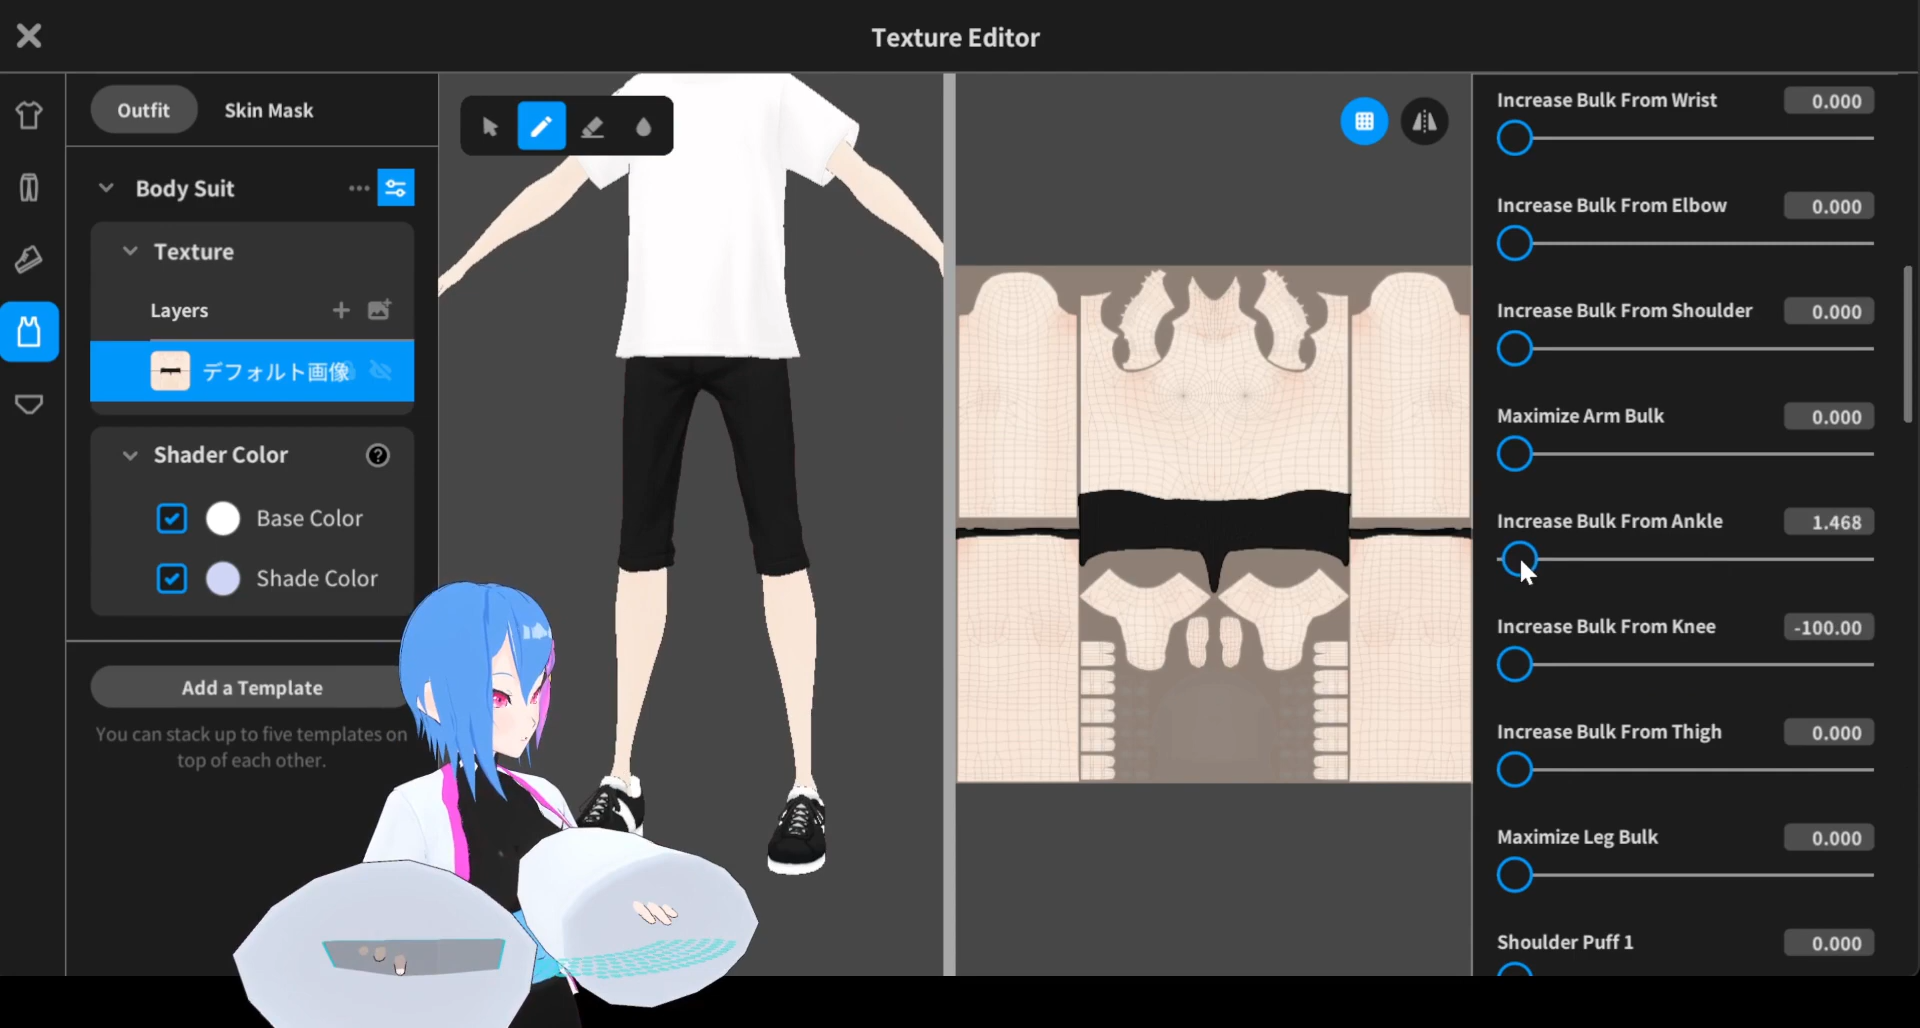 Texture Editor
Outfit
Skin Mask
Body Suit
Texture
Layers
デフォルト画像
Shader Color
Base Color
Shade Color
Add a Template
You can stack up to five templates on
top of each other.
Increase Bulk From Wrist 0.000
Increase Bulk From Elbow 0.000
Increase Bulk From Shoulder 0.000
Maximize Arm Bulk 0.000
Increase Bulk From Ankle 1.468
Increase Bulk From Knee -100.00
Increase Bulk From Thigh 0.000
Maximize Leg Bulk 0.000
Shoulder Puff 1 0.000